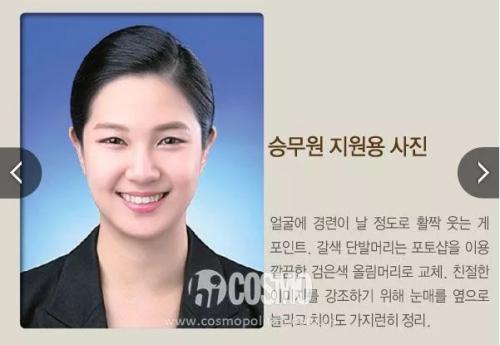 승무원 지원용 사진
얼굴에 경련이 날 정도로 활짝 웃는 게
포인트. 갈색 단발머리는 포토샵을 이용
깔끔한 검은색 올림머리로 교체. 친절한
이미지를 강조하기 위해 눈매를 옆으로
늘리고 치아도 가지런히 정리.
hi COSMO